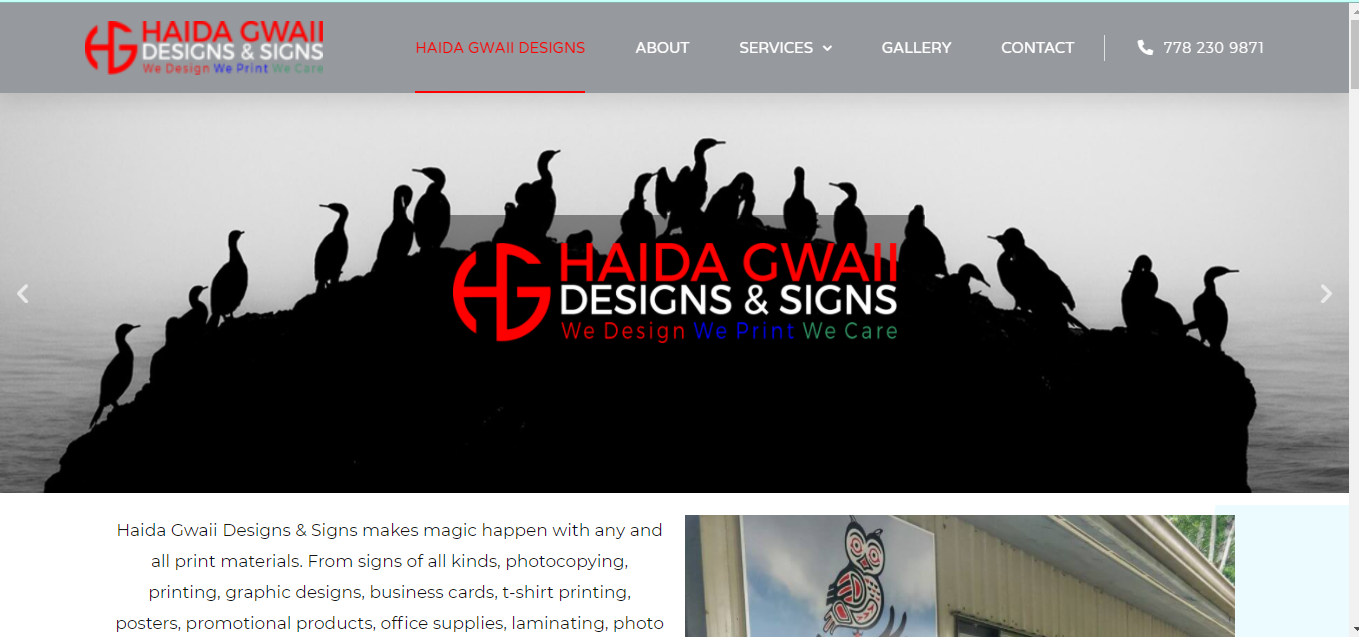 HAIDA GWAII
DESIGNS & SIGNS
We Design We Print We Care
HAIDA GWAII DESIGNS
ABOUT
SERVICES
GALLERY
CONTACT
778 230 9871
HAIDA GWAII
DESIGNS & SIGNS
We Design We Print We Care
Haida Gwaii Designs & Signs makes magic happen with any and
all print materials. From signs of all kinds, photocopying,
printing, graphic designs, business cards, t-shirt printing,
posters, promotional products, office supplies, laminating, photo